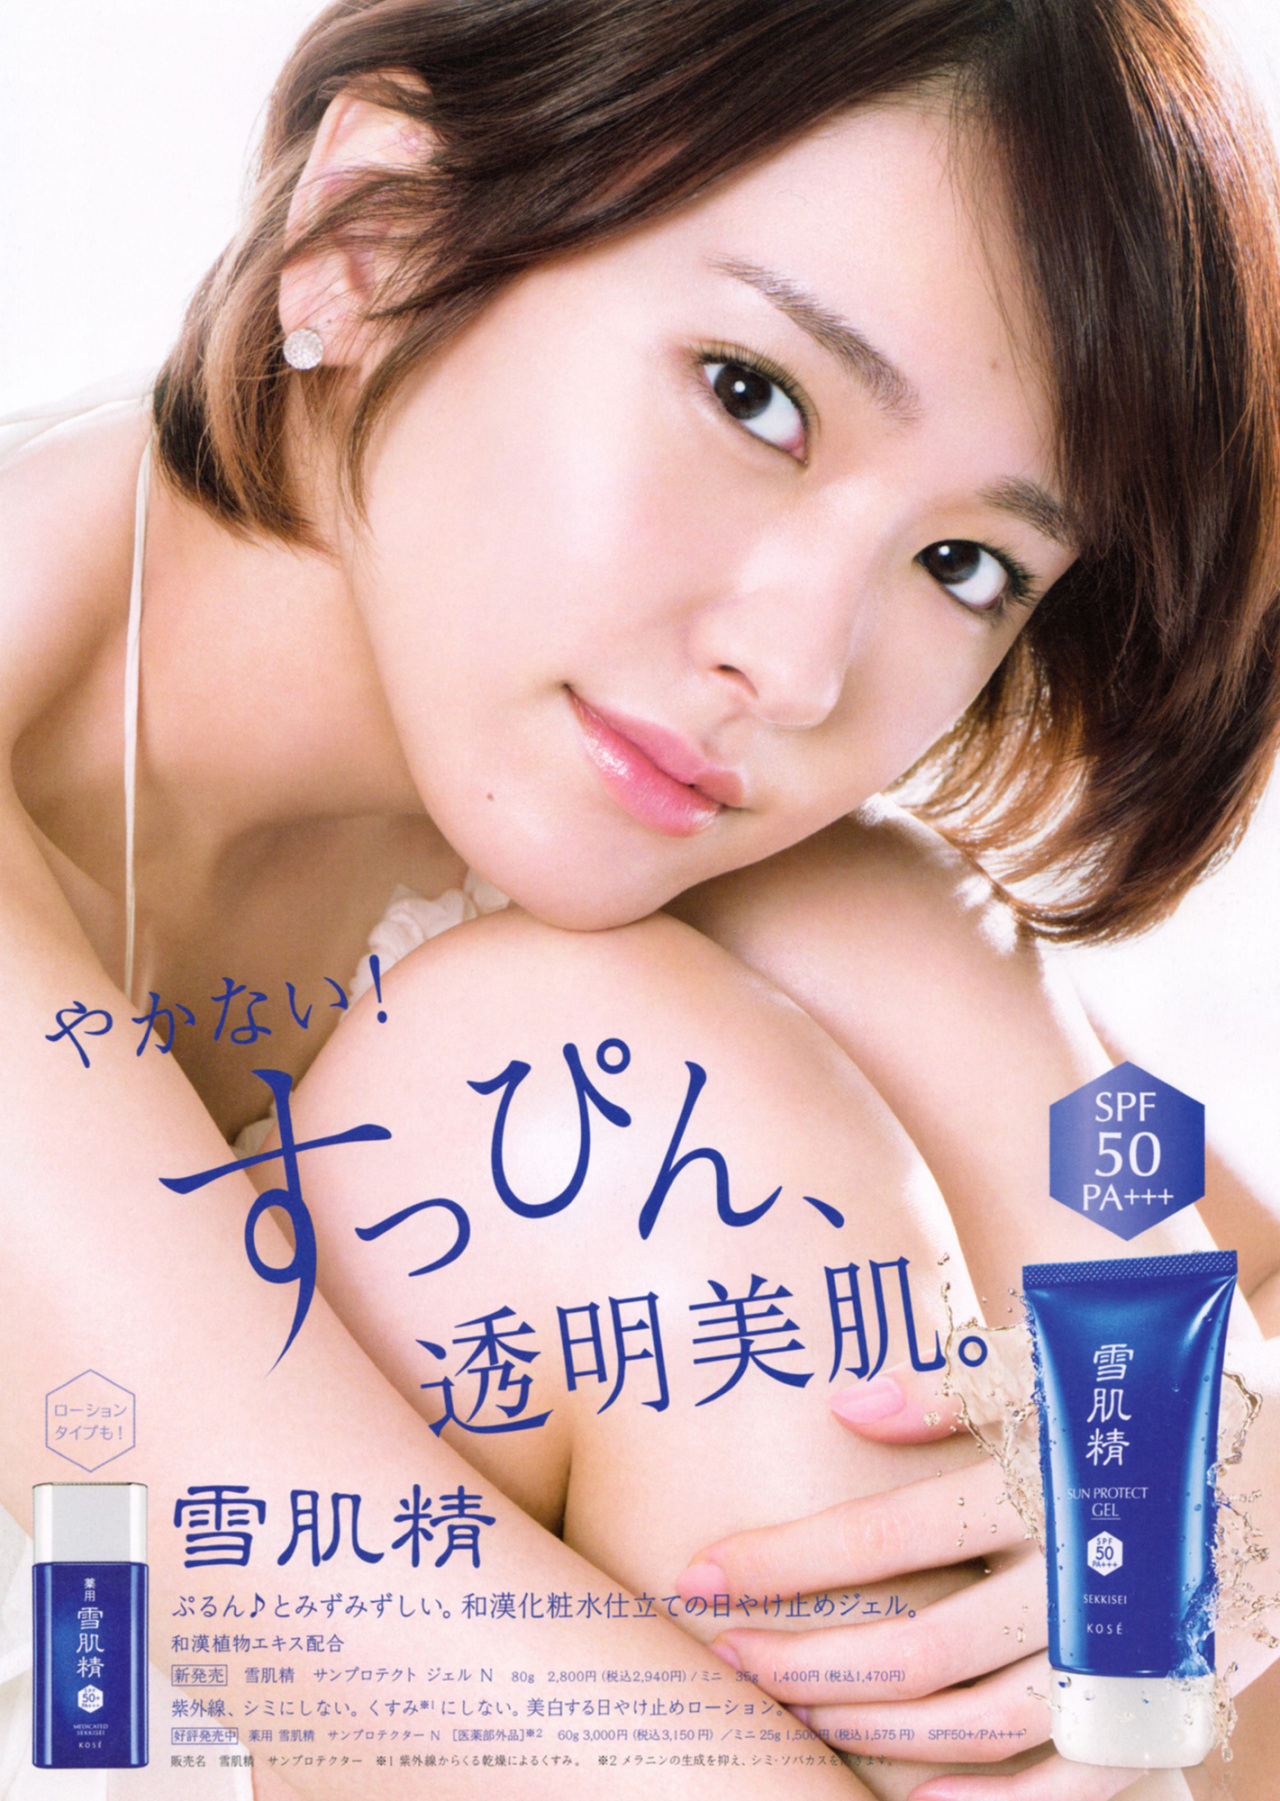 やかない!
すっぴん、
透明美肌。
SPF
50
PA+++
雪肌精
SUN PROTECT
GEL
SPF
50
PA+++
SEKKISEI
KOSÉ
ローション
タイプも!
薬用
雪肌精
SPF
50+
PA+++
MEDICATED
SEKKISEI
KOSÉ
雪肌精
ぷるん♪とみずみずしい。和漢化粧水仕立ての日やけ止めジェル。
和漢植物エキス配合
新発売 雪肌精 サンプロテクト ジェル N 80g 2,800円(税込2,940円)/ミニ 35g 1,400円(税込1,470円)
紫外線、シミにしない。くすみ※1にしない。美白する日やけ止めローション。
好評発売中 薬用 雪肌精 サンプロテクター N [医薬部外品]※2 60g 3,000円(税込3,150円)/ミニ 25g 1,500円(税込1,575円) SPF50+/PA+++
販売名 雪肌精 サンプロテクター ※1 紫外線からくる乾燥によるくすみ。 ※2 メラニンの生成を抑え、シミ・ソバカスを防ぎます。